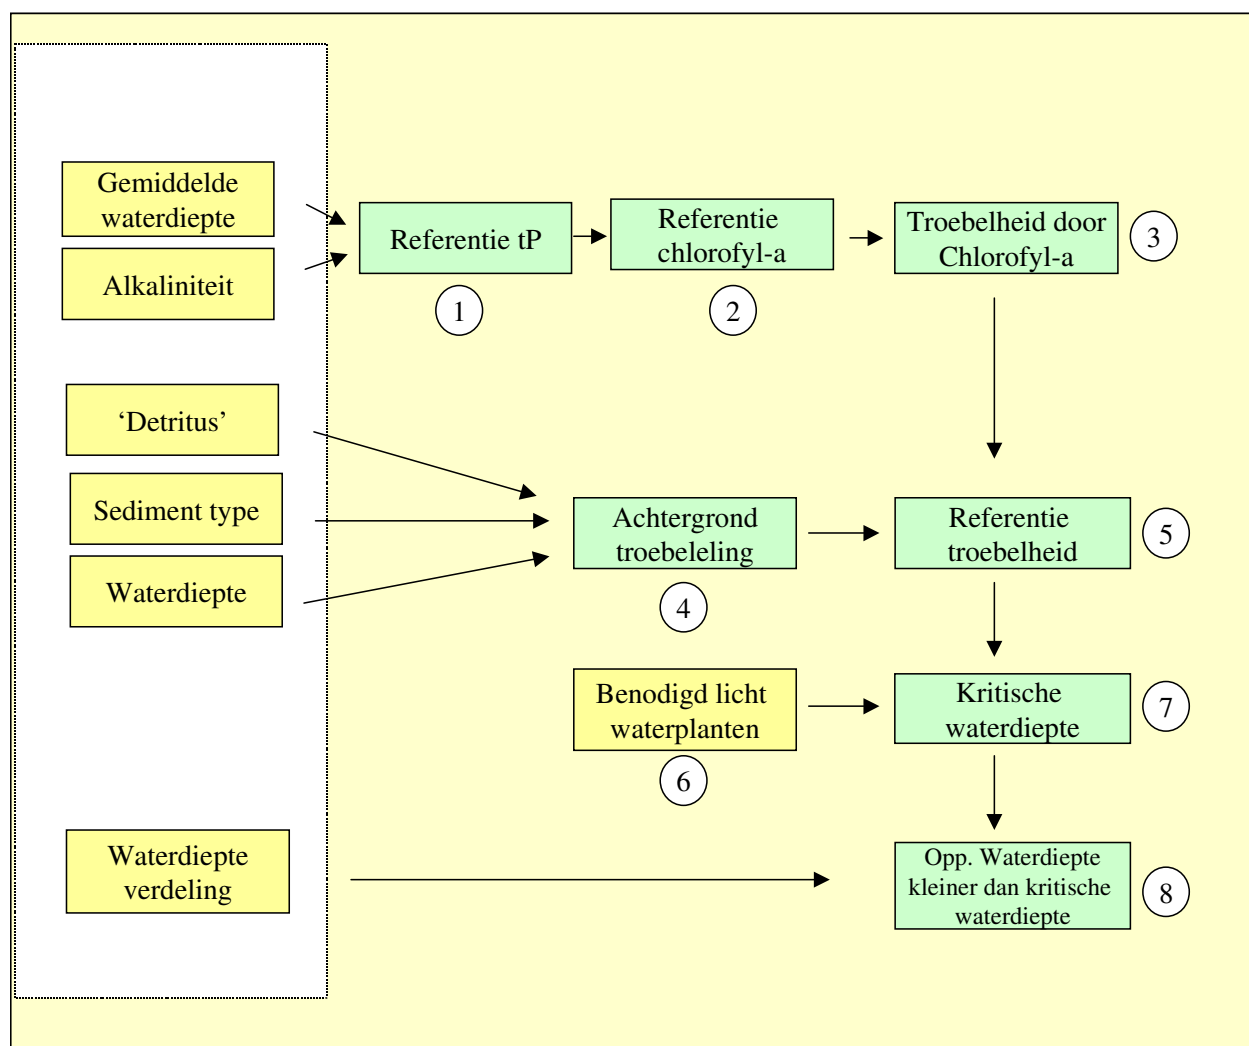 Gemiddelde
waterdiepte
Alkaliniteit
Referentie tP
1
Referentie
chlorofyl-a
2
Troebelheid door
Chlorofyl-a
3
‘Detritus’
Sediment type
Waterdiepte
Achtergrond
troebeleling
4
Referentie
troebelheid
5
Benodigd licht
waterplanten
6
Kritische
waterdiepte
7
Waterdiepte
verdeling
Opp. Waterdiepte
kleiner dan kritische
waterdiepte
8